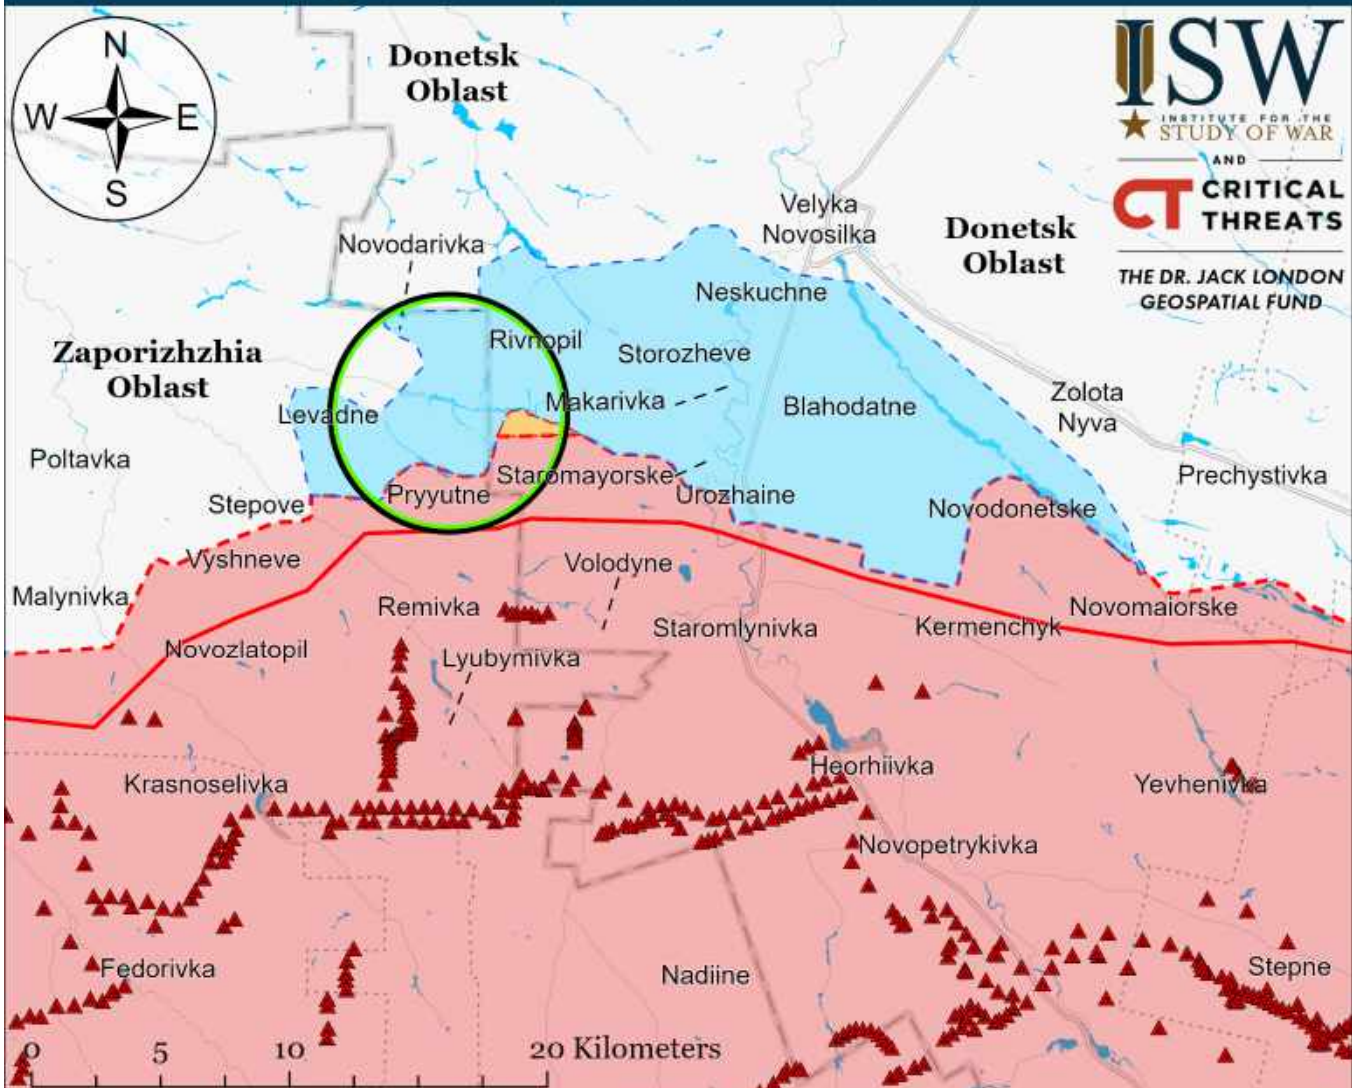 N
W E
S
Donetsk
Oblast
ISW
INSTITUTE FOR THE
STUDY OF WAR
AND
CT CRITICAL
THREATS
THE DR. JACK LONDON
GEOSPATIAL FUND
Velyka
Novosilka
Donetsk
Oblast
Novodarivka
Neskuchne
Zaporizhzhia
Oblast
Rivnopil
Storozheve
Levadne
Makarivka
Blahodatne
Zolota
Nyva
Poltavka
Prechystivka
Stepove
Pryyutne
Staromayorske
Urozhaine
Novodonetske
Vyshneve
Volodyne
Malynivka
Remivka
Novomaiorske
Staromlynivka
Kermenchyk
Novozlatopil
Lyubymivka
Krasnoselivka
Heorhiivka
Yevhenivka
Novopetrykivka
Fedorivka
Nadiine
Stepne
0 5 10 20 Kilometers